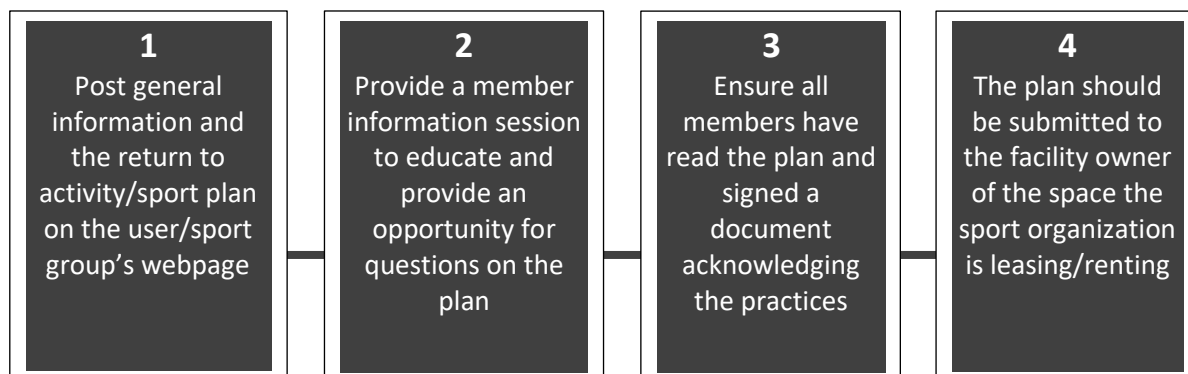 1
Post general
information and
the return to
activity/sport plan
on the user/sport
group’s webpage
2
Provide a member
information session
to educate and
provide an
opportunity for
questions on the
plan
3
Ensure all
members have
read the plan and
signed a
document
acknowledging
the practices
4
The plan should
be submitted to
the facility owner
of the space the
sport organization
is leasing/renting